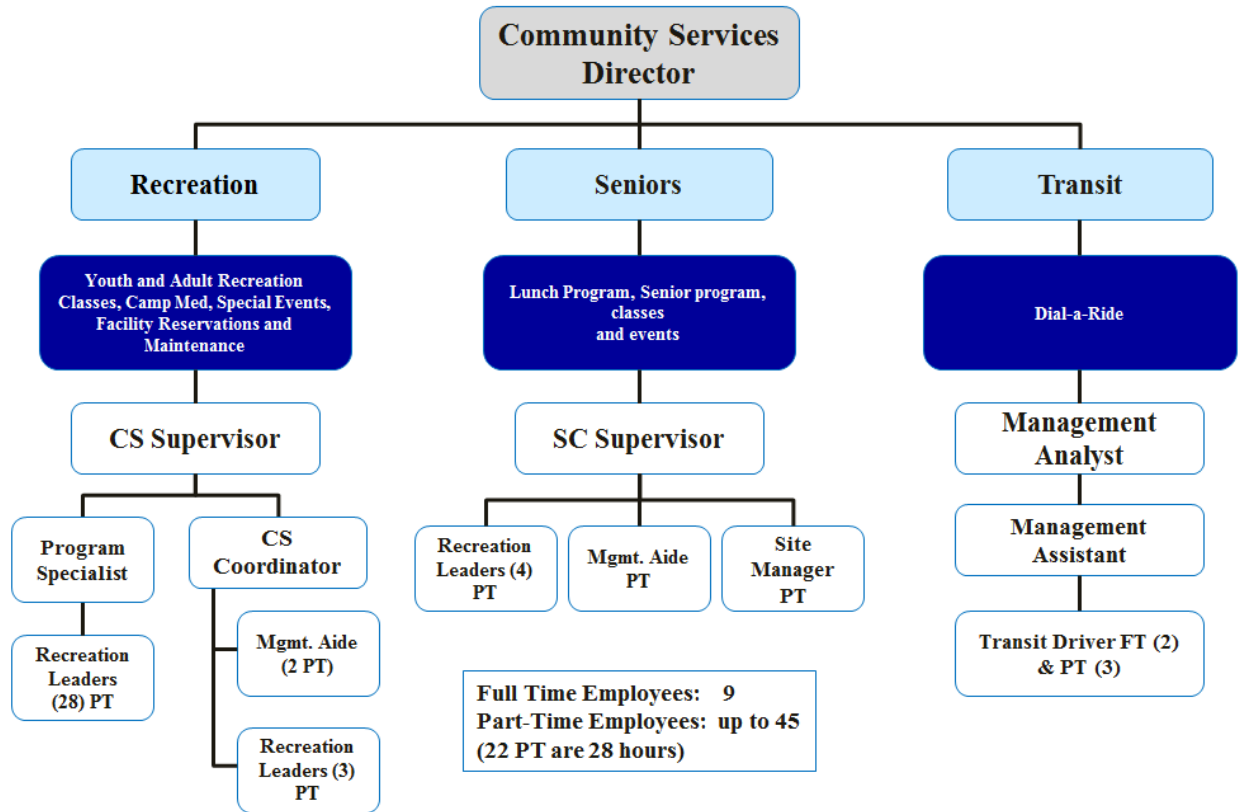 Community Services
Director
Recreation
Seniors
Transit
Youth and Adult Recreation
Classes, Camp Med, Special Events,
Facility Reservations and
Maintenance
Lunch Program, Senior program,
classes
and events
Dial-a-Ride
CS Supervisor
SC Supervisor
Management
Analyst
Program
Specialist
CS
Coordinator
Recreation
Leaders (4)
PT
Mgmt. Aide
PT
Site
Manager
PT
Management
Assistant
Recreation
Leaders
(28) PT
Mgmt. Aide
(2 PT)
Transit Driver FT (2)
& PT (3)
Recreation
Leaders (3)
PT
Full Time Employees: 9
Part-Time Employees: up to 45
(22 PT are 28 hours)